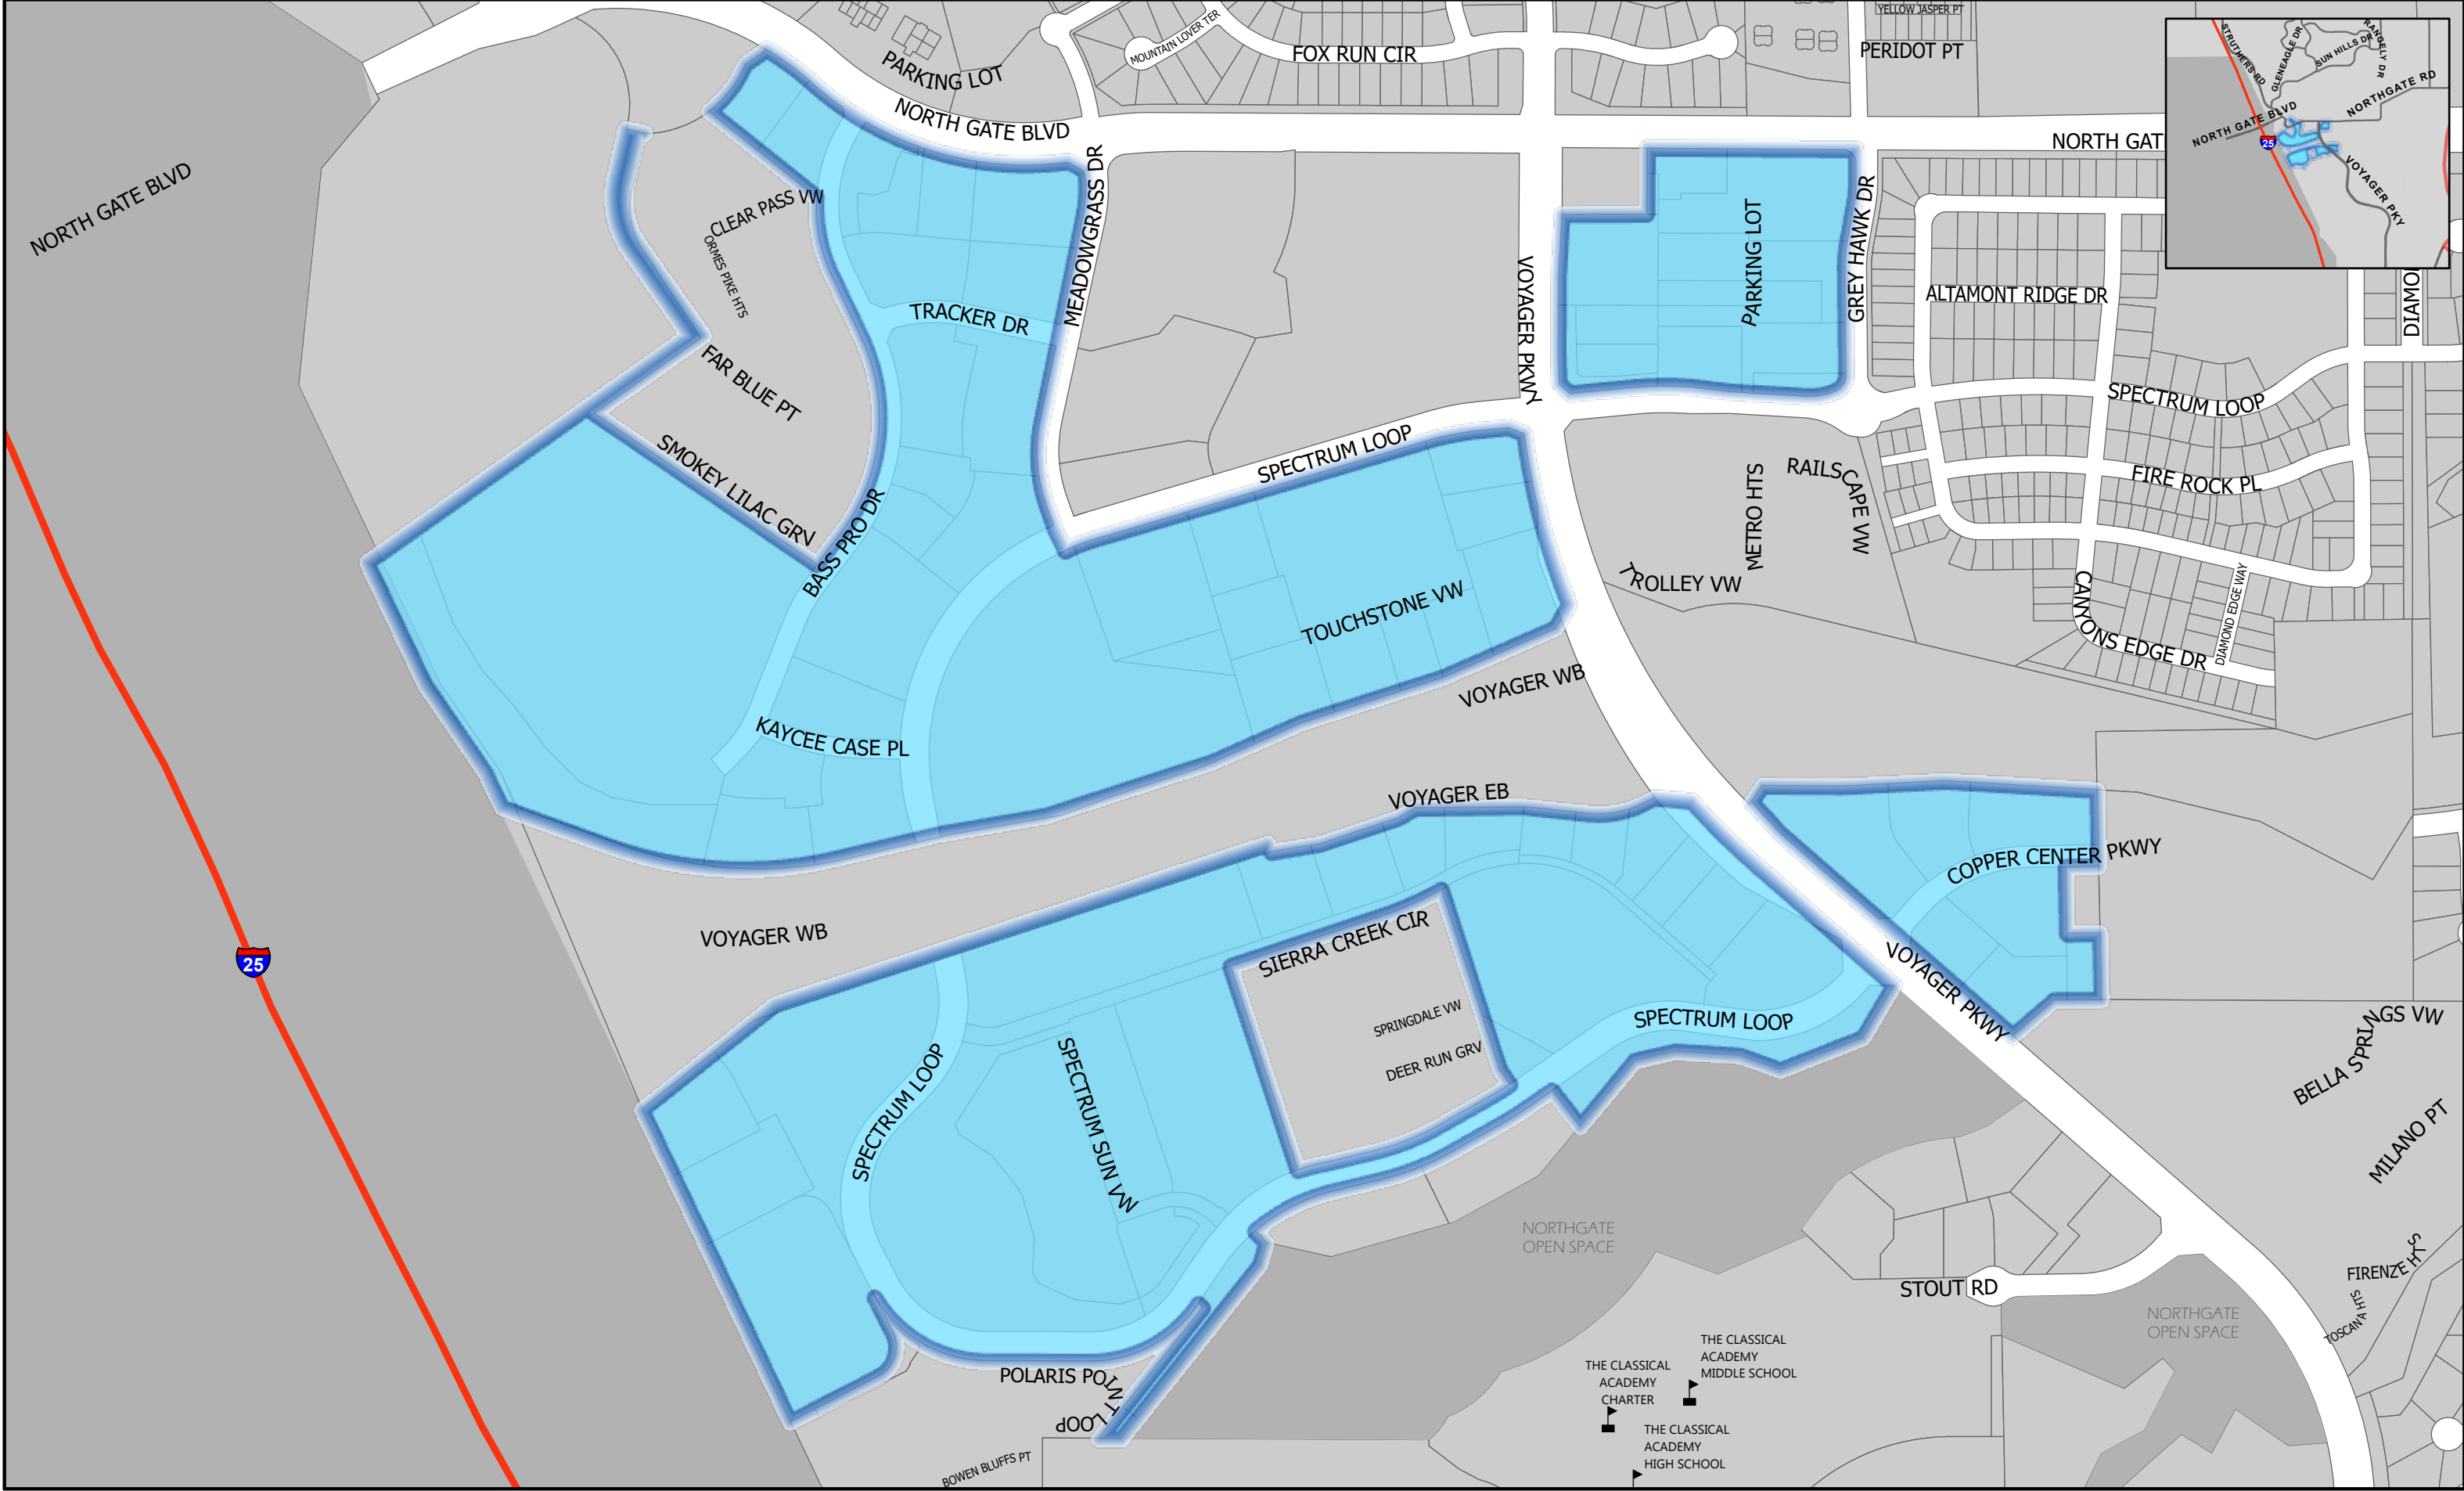 YELLOW JASPER PT
MOUNTAIN LOVER TER
FOX RUN CIR
PERIDOT PT
PARKING LOT
NORTH GATE BLVD
NORTH GAT
STRUTHERS RD
GLENEAGLE DR
SUN HILLS DR
RANGELY DR
NORTHGATE RD
NORTH GATE BLVD
25
VOYAGER PKY
NORTH GATE BLVD
CLEAR PASS VW
ORMES PIKE HTS
MEADOWGRASS DR
TRACKER DR
FAR BLUE PT
SMOKEY LILAC GRV
BASS PRO DR
VOYAGER PKWY
PARKING LOT
GREY HAWK DR
ALTAMONT RIDGE DR
DIAMO
SPECTRUM LOOP
SPECTRUM LOOP
FIRE ROCK PL
METRO HTS
RAILSCAPE VW
TROLLEY VW
CANYONS EDGE DR
DIAMOND EDGE WAY
TOUCHSTONE VW
VOYAGER WB
KAYCEE CASE PL
VOYAGER EB
COPPER CENTER PKWY
VOYAGER WB
25
SIERRA CREEK CIR
SPRINGDALE VW
DEER RUN GRV
SPECTRUM LOOP
VOYAGER PKWY
BELLA SPRINGS VW
MILANO PT
SPECTRUM LOOP
SPECTRUM SUN VW
NORTHGATE
OPEN SPACE
STOUT RD
FIRENZE HTS
TOSCANA HTS
NORTHGATE
OPEN SPACE
POLARIS POINT LOOP
BOWEN BLUFFS PT
THE CLASSICAL
ACADEMY
CHARTER
THE CLASSICAL
ACADEMY
MIDDLE SCHOOL
THE CLASSICAL
ACADEMY
HIGH SCHOOL